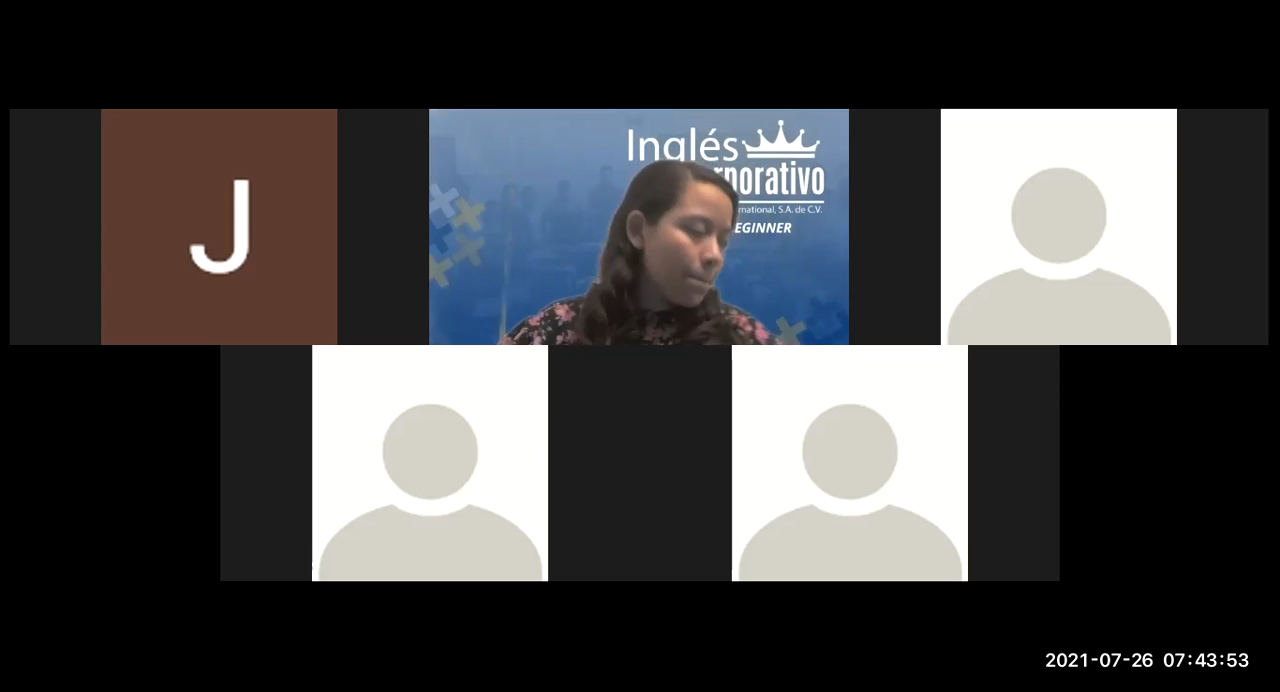 J
Inglés
rporativo
rnational, S.A. de C.V.
EGINNER
2021-07-26 07:43:53